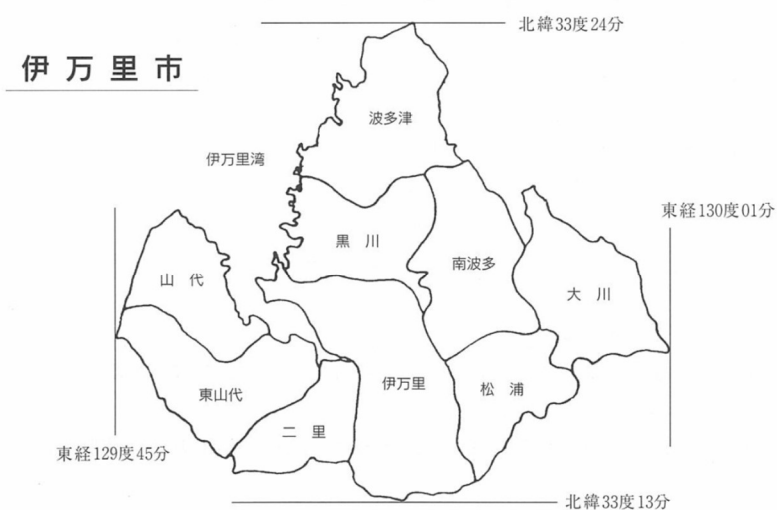 北緯33度24分
伊万里市
波多津
伊万里湾
東経130度01分
黒川
南波多
山代
大川
伊万里
松浦
東山代
二里
東経129度45分
北緯33度13分